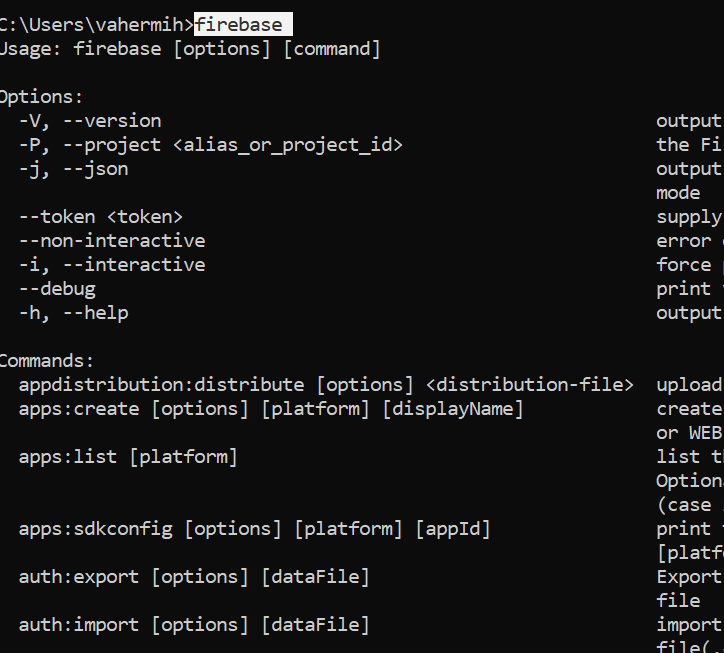 C:\Users\vahermih>firebase
Usage: firebase [options] [command]
Options:
-V, --version output
-P, --project <alias_or_project_id> the Fi
-j, --json output
mode
--token <token> supply
--non-interactive error
-i, --interactive force
--debug print
-h, --help output
Commands:
appdistribution:distribute [options] <distribution-file> upload
apps:create [options] [platform] [displayName] create
or WEB
apps:list [platform] list th
Option
(case
apps:sdkconfig [options] [platform] [appId] print
[platf
auth:export [options] [dataFile] Export
file
auth:import [options] [dataFile] import
file(.